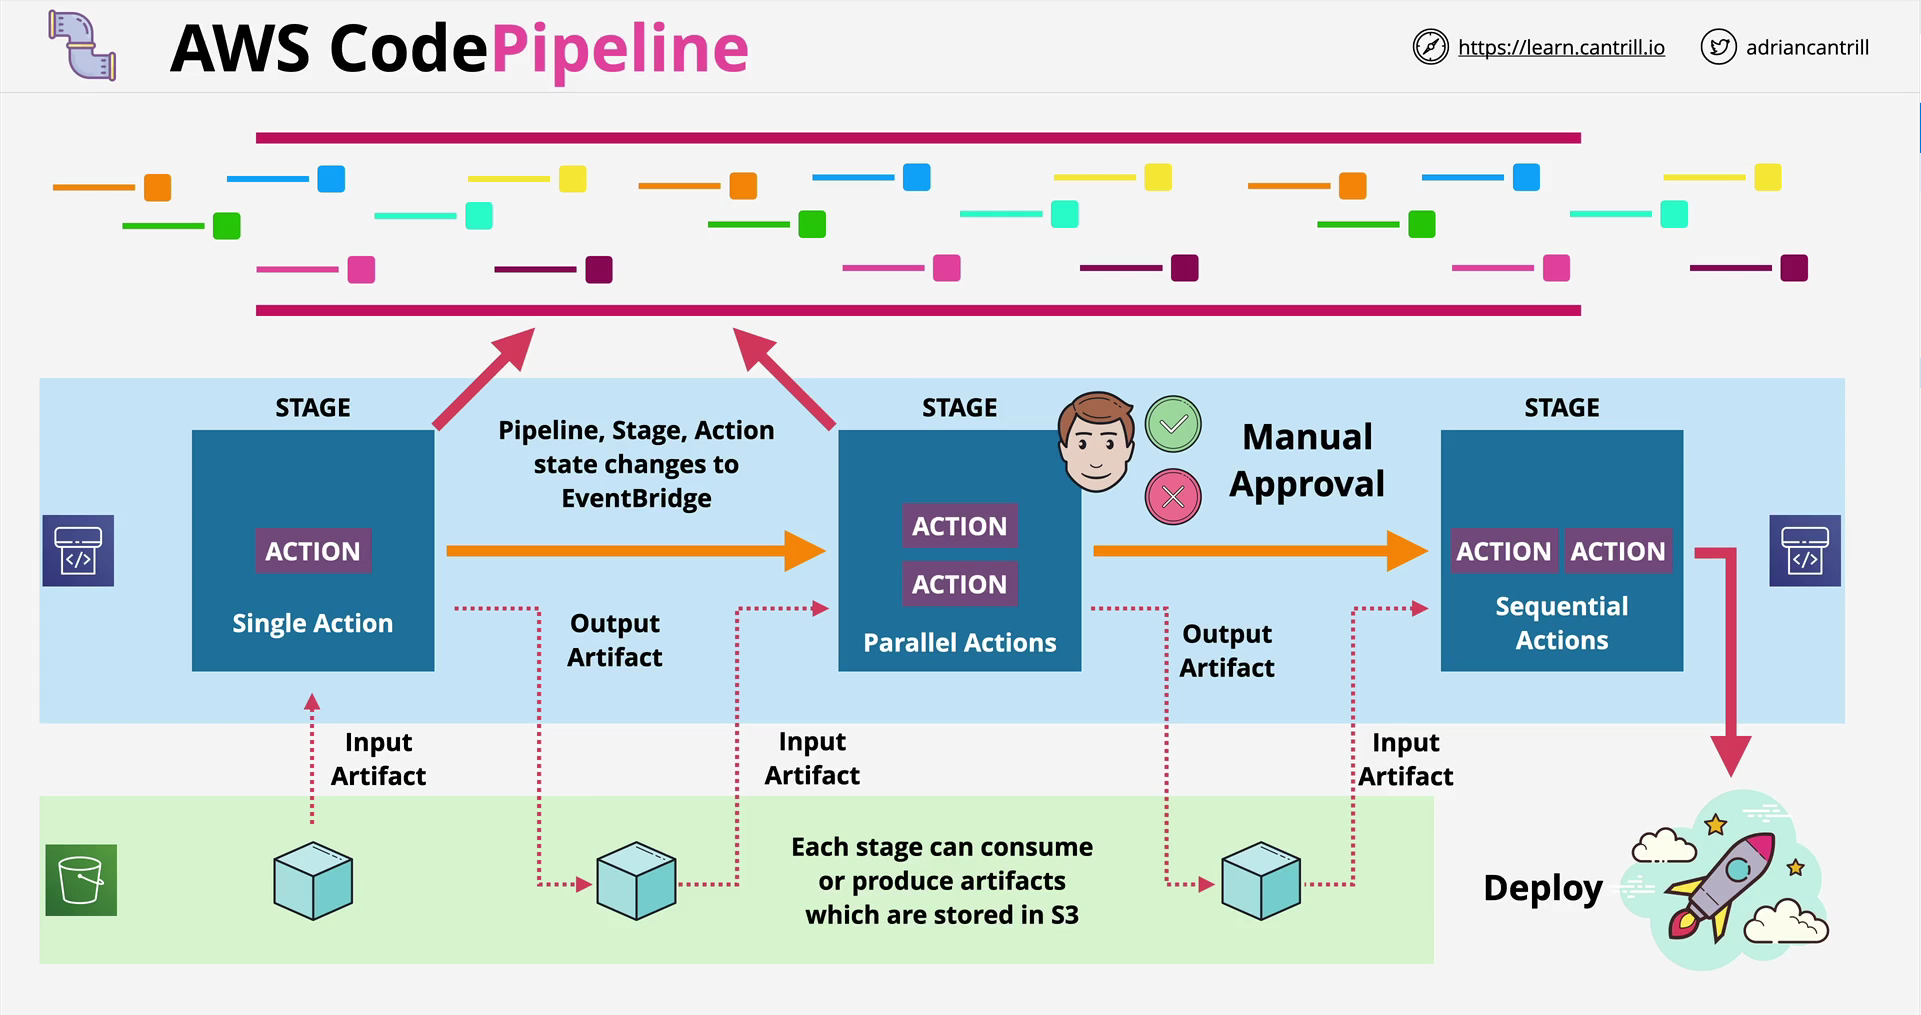 AWS CodePipeline
https://learn.cantrill.io
adriancantrill
STAGE
Pipeline, Stage, Action
state changes to
EventBridge
STAGE
Manual
Approval
STAGE
ACTION
Single Action
ACTION
ACTION
Parallel Actions
ACTION
ACTION
Sequential
Actions
Output
Artifact
Output
Artifact
Input
Artifact
Input
Artifact
Input
Artifact
Each stage can consume
or produce artifacts
which are stored in S3
Deploy